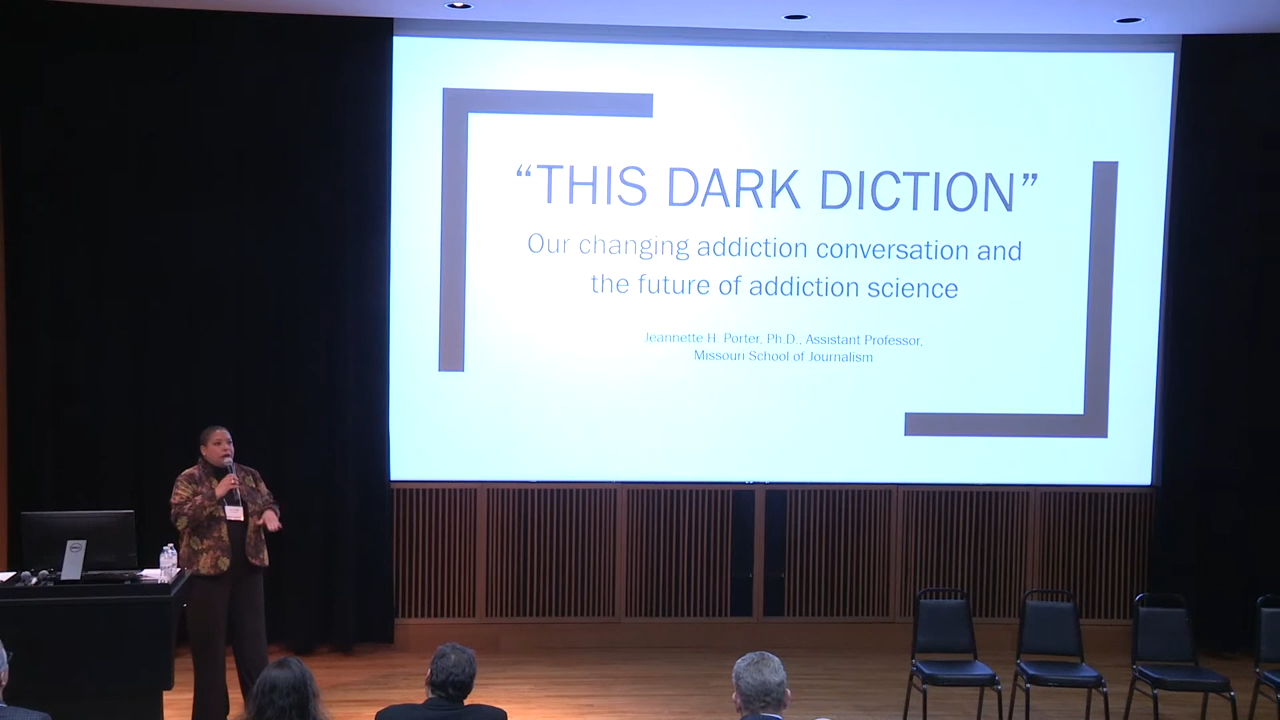 “THIS DARK DICTION”
Our changing addiction conversation and
the future of addiction science
Jeannette H. Porter, Ph.D., Assistant Professor,
Missouri School of Journalism